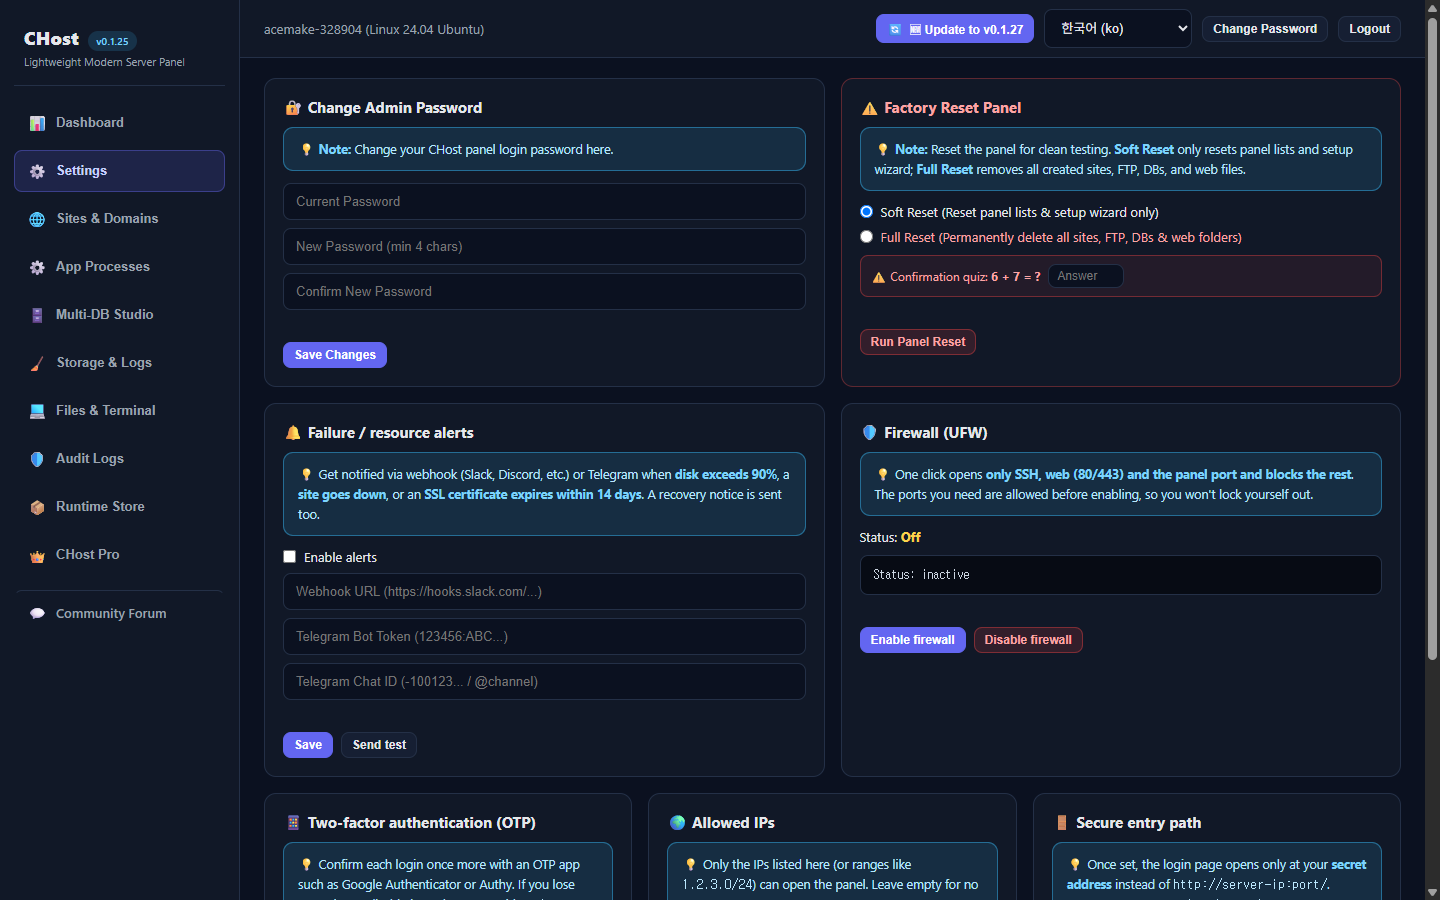 CHost v0.1.25
Lightweight Modern Server Panel
Dashboard
Settings
Sites & Domains
App Processes
Multi-DB Studio
Storage & Logs
Files & Terminal
Audit Logs
Runtime Store
CHost Pro
Community Forum
acemake-328904 (Linux 24.04 Ubuntu)
Update to v0.1.27
한국어 (ko)
Change Password
Logout
Change Admin Password
Note: Change your CHost panel login password here.
Current Password
New Password (min 4 chars)
Confirm New Password
Save Changes
Factory Reset Panel
Note: Reset the panel for clean testing. Soft Reset only resets panel lists and setup
wizard; Full Reset removes all created sites, FTP, DBs, and web files.
Soft Reset (Reset panel lists & setup wizard only)
Full Reset (Permanently delete all sites, FTP, DBs & web folders)
Confirmation quiz: 6 + 7 = ? Answer
Run Panel Reset
Failure / resource alerts
Get notified via webhook (Slack, Discord, etc.) or Telegram when disk exceeds 90%, a
site goes down, or an SSL certificate expires within 14 days. A recovery notice is sent
too.
Enable alerts
Webhook URL (https://hooks.slack.com/...)
Telegram Bot Token (123456:ABC...)
Telegram Chat ID (-100123... / @channel)
Save
Send test
Firewall (UFW)
One click opens only SSH, web (80/443) and the panel port and blocks the rest.
The ports you need are allowed before enabling, so you won't lock yourself out.
Status: Off
Status: inactive
Enable firewall
Disable firewall
Two-factor authentication (OTP)
Confirm each login once more with an OTP app
such as Google Authenticator or Authy. If you lose
Allowed IPs
Only the IPs listed here (or ranges like
1.2.3.0/24) can open the panel. Leave empty for no
Secure entry path
Once set, the login page opens only at your secret
address instead of http://server-ip:port/.